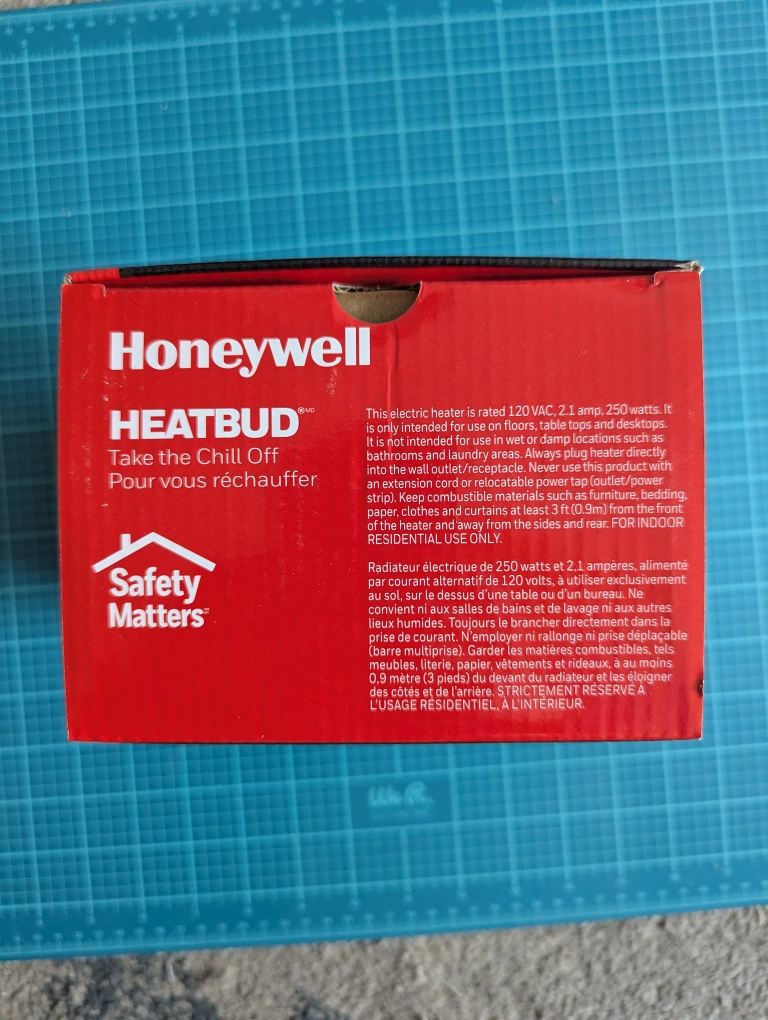 Honeywell
HEATBUD®MD
Take the Chill Off
Pour vous réchauffer
Safety
Matters
This electric heater is rated 120 VAC, 2.1 amp, 250 watts. It
is only intended for use on floors, table tops and desktops.
It is not intended for use in wet or damp locations such as
bathrooms and laundry areas. Always plug heater directly
into the wall outlet/receptacle. Never use this product with
an extension cord or relocatable power tap (outlet/power
strip). Keep combustible materials such as furniture, bedding,
paper, clothes and curtains at least 3 ft (0.9m) from the front
of the heater and away from the sides and rear. FOR INDOOR
RESIDENTIAL USE ONLY.
Radiateur électrique de 250 watts et 2,1 ampères, alimenté
par courant alternatif de 120 volts, à utiliser exclusivement
au sol, sur le dessus d'une table ou d'un bureau. Ne
convient ni aux salles de bains et de lavage ni aux autres
lieux humides. Toujours le brancher directement dans la
prise de courant. N'employer ni rallonge ni prise déplaçable
(barre multiprise). Garder les matières combustibles, tels
meubles, literie, papier, vêtements et rideaux, à au moins
0,9 mètre (3 pieds) du devant du radiateur et les éloigner
des côtés et de l'arrière. STRICTEMENT RÉSERVÉ À
L'USAGE RÉSIDENTIEL, À L'INTÉRIEUR.
We R.